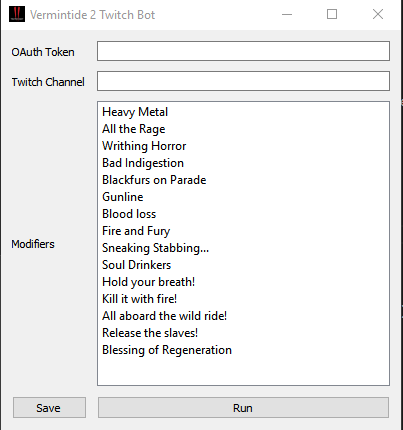 Vermintide 2 Twitch Bot
OAuth Token
Twitch Channel
Modifiers
Heavy Metal
All the Rage
Writhing Horror
Bad Indigestion
Blackfurs on Parade
Gunline
Blood loss
Fire and Fury
Sneaking Stabbing...
Soul Drinkers
Hold your breath!
Kill it with fire!
All aboard the wild ride!
Release the slaves!
Blessing of Regeneration
Save
Run